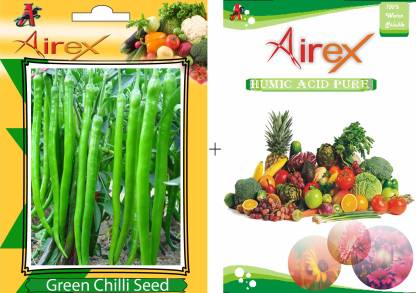 Airex
Green Chilli Seed
+
100%
Water
Soluble
Airex
HUMIC ACID PURE